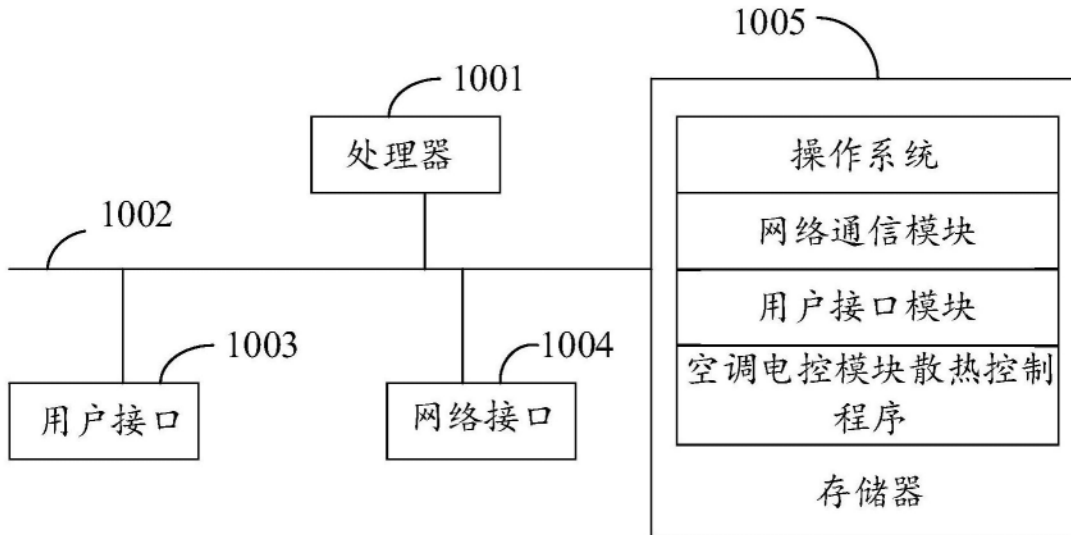 1005
1001
处理器
操作系统
1002
网络通信模块
用户接口模块
1003
1004
空调电控模块散热控制
程序
用户接口
网络接口
存储器